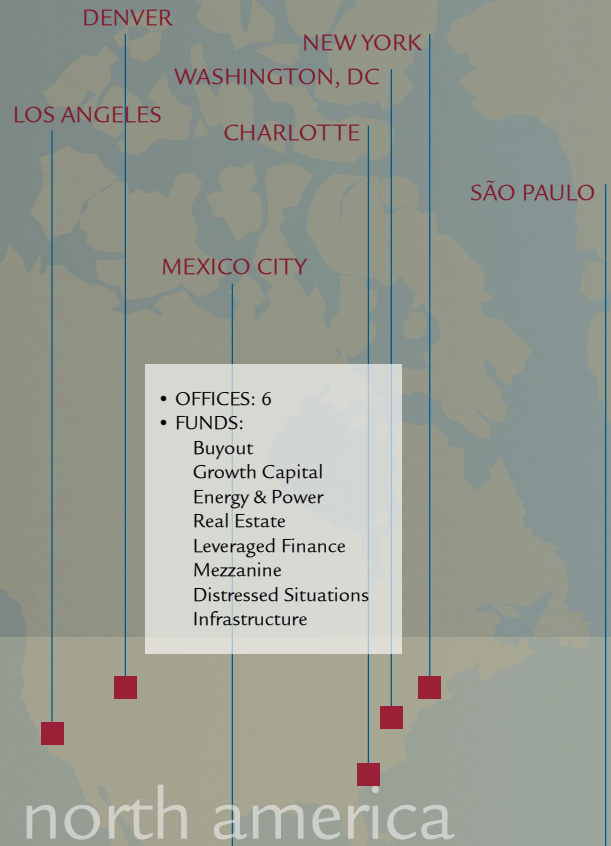 DENVER
NEW YORK
WASHINGTON, DC
LOS ANGELES
CHARLOTTE
SÃO PAULO
MEXICO CITY
• OFFICES: 6
• FUNDS:
Buyout
Growth Capital
Energy & Power
Real Estate
Leveraged Finance
Mezzanine
Distressed Situations
Infrastructure
north america